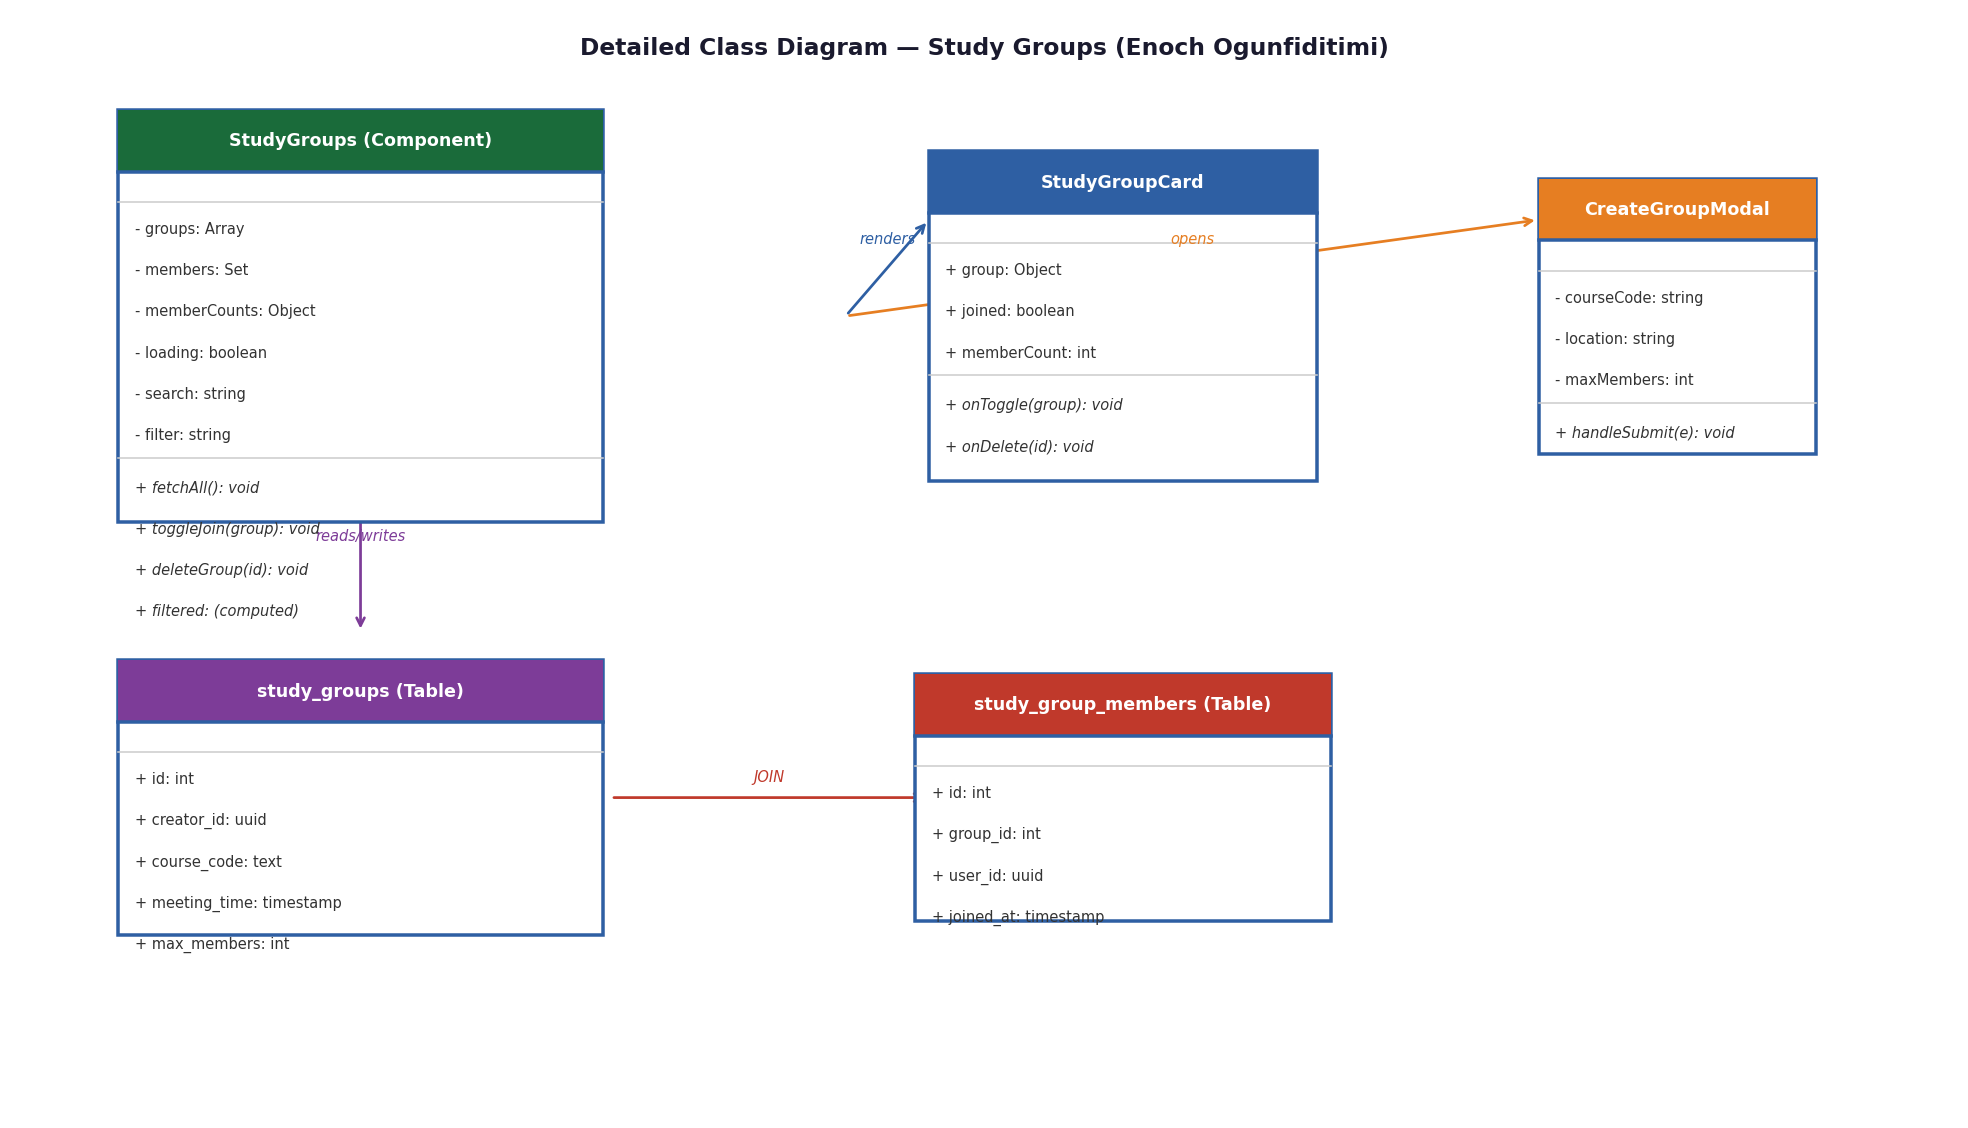 Detailed Class Diagram — Study Groups (Enoch Ogunfiditimi)
StudyGroups (Component)
- groups: Array
- members: Set
- memberCounts: Object
- loading: boolean
- search: string
- filter: string
+ fetchAll(): void
+ toggleJoin(group): void
+ deleteGroup(id): void
+ filtered: (computed)
renders
StudyGroupCard
+ group: Object
+ joined: boolean
+ memberCount: int
+ onToggle(group): void
+ onDelete(id): void
opens
CreateGroupModal
- courseCode: string
- location: string
- maxMembers: int
+ handleSubmit(e): void
reads/writes
study_groups (Table)
+ id: int
+ creator_id: uuid
+ course_code: text
+ meeting_time: timestamp
+ max_members: int
JOIN
study_group_members (Table)
+ id: int
+ group_id: int
+ user_id: uuid
+ joined_at: timestamp